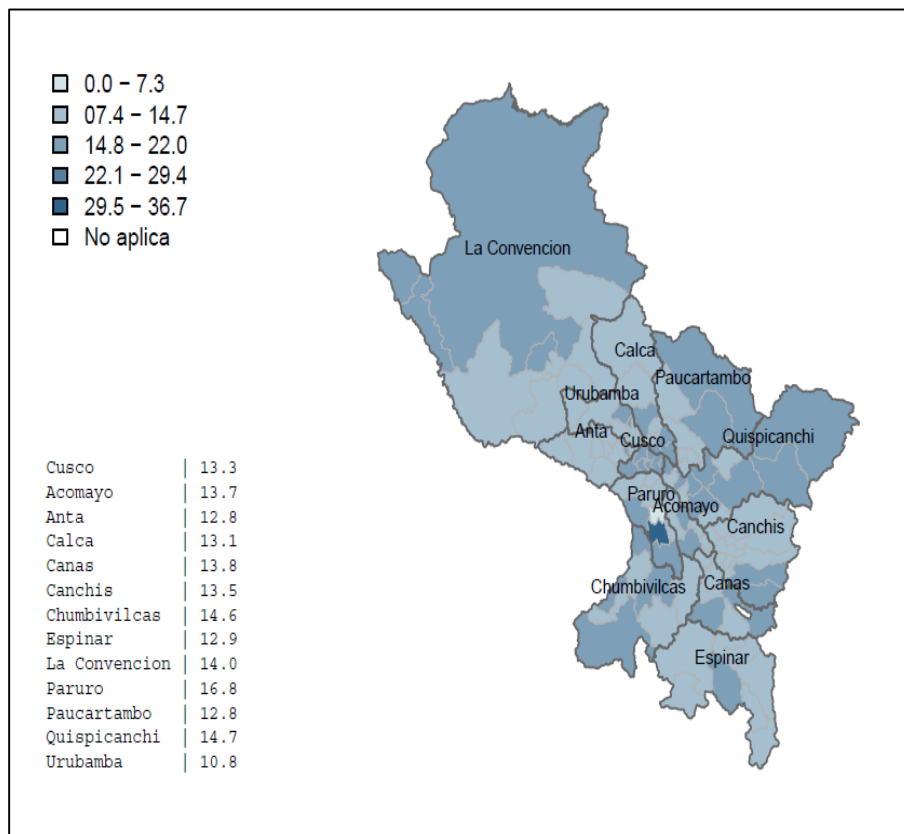 0.0 – 7.3
07.4 – 14.7
14.8 – 22.0
22.1 – 29.4
29.5 – 36.7
No aplica
La Convencion
Calca
Paucartambo
Urubamba
Quispicanchi
Anta
Cusco
Paruro
Acomayo
Canchis
Chumbivilcas
Canas
Espinar
Cusco | 13.3
Acomayo | 13.7
Anta | 12.8
Calca | 13.1
Canas | 13.8
Canchis | 13.5
Chumbivilcas | 14.6
Espinar | 12.9
La Convencion | 14.0
Paruro | 16.8
Paucartambo | 12.8
Quispicanchi | 14.7
Urubamba | 10.8